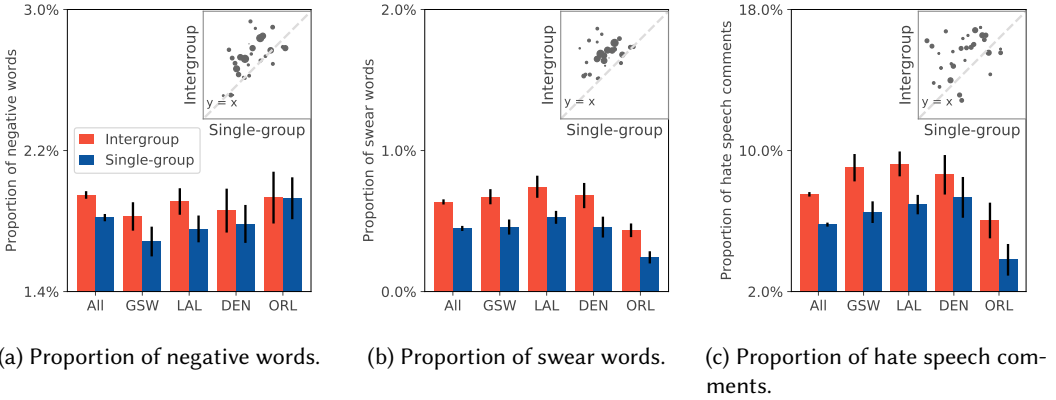 3.0%
2.2%
1.4%
Proportion of negative words
Intergroup
Single-group
y = x
Intergroup
Single-group
All GSW LAL DEN ORL
(a) Proportion of negative words.
2.0%
1.0%
0.0%
Proportion of swear words
Intergroup
y = x
Single-group
All GSW LAL DEN ORL
(b) Proportion of swear words.
18.0%
10.0%
2.0%
Proportion of hate speech comments
Intergroup
y = x
Single-group
All GSW LAL DEN ORL
(c) Proportion of hate speech com-
ments.